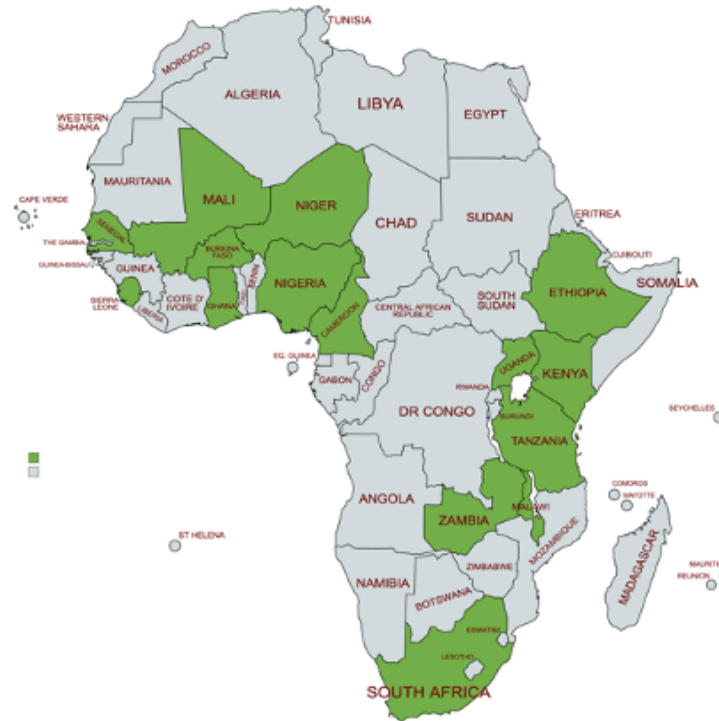 TUNISIA
MOROCCO
ALGERIA
LIBYA
EGYPT
WESTERN
SAHARA
MAURITANIA
MALI
NIGER
CHAD
SUDAN
ERITREA
CAPE VERDE
SENEGAL
THE GAMBIA
GUINEA-BISSAU
GUINEA
BURKINA
FASO
NIGERIA
BENIN
DJIBOUTI
SOMALIA
ETHIOPIA
SOUTH
SUDAN
CENTRAL AFRICAN
REPUBLIC
CAMEROON
SIERRA
LEONE
LIBERIA
COTE D'
IVOIRE
GHANA
EQ. GUINEA
GABON
CONGO
UGANDA
KENYA
RWANDA
DR CONGO
BURUNDI
TANZANIA
SEYCHELLES
COMOROS
MAYOTTE
ANGOLA
ZAMBIA
MALAWI
MOZAMBIQUE
ST HELENA
MADAGASCAR
MAURITI
REUNION
ZIMBABWE
NAMIBIA
BOTSWANA
ESWATINI
LESOTHO
SOUTH AFRICA